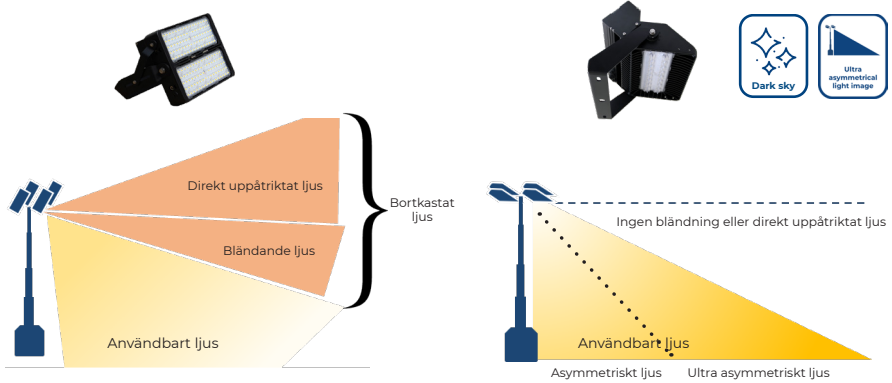 Dark sky
Ultra
asymmetrical
light image
Direkt uppåtriktat ljus
Bländande ljus
Bortkastat
ljus
Användbart ljus
Ingen bländning eller direkt uppåtriktat ljus
Användbart ljus
Asymmetriskt ljus
Ultra asymmetriskt ljus